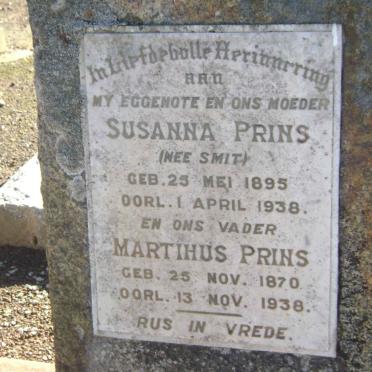 In Liefdevolle Herinnering
aan
MY EGGENOTE EN ONS MOEDER
SUSANNA PRINS
(NEE SMIT)
GEB. 25 MEI 1895
OORL. 1 APRIL 1938.
EN ONS VADER
MARTIHUS PRINS
GEB. 25 NOV. 1870
OORL. 13 NOV. 1938.
RUS IN VREDE.